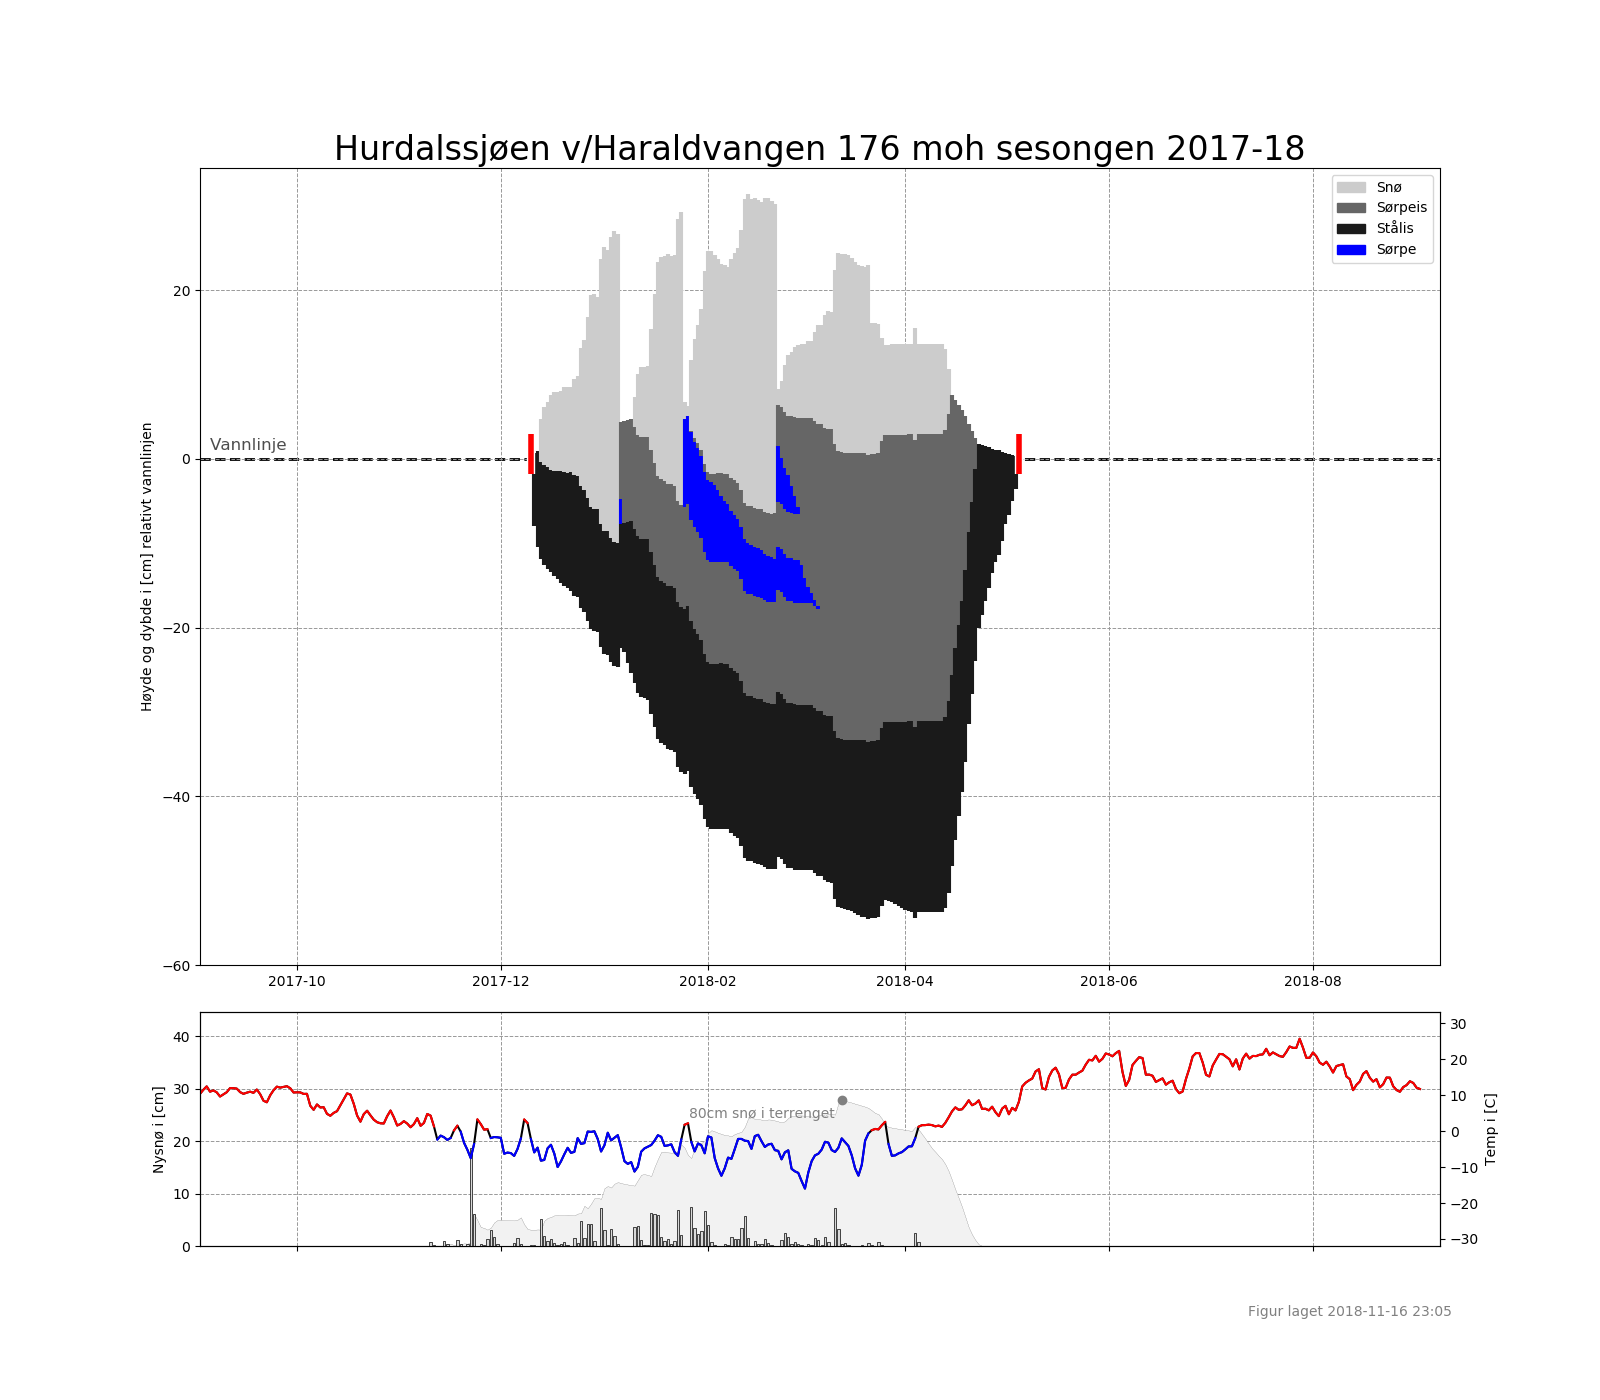 Hurdalssjøen v/Haraldvangen 176 moh sesongen 2017-18
Snø
Sørpeis
Stålis
Sørpe
Vannlinje
Høyde og dybde i [cm] relativt vannlinjen
20
0
−20
−40
−60
2017-10 2017-12 2018-02 2018-04 2018-06 2018-08
Nysnø i [cm]
40
30
20
10
0
80cm snø i terrenget
30
20
10
0
−10
−20
−30
Temp i [C]
Figur laget 2018-11-16 23:05